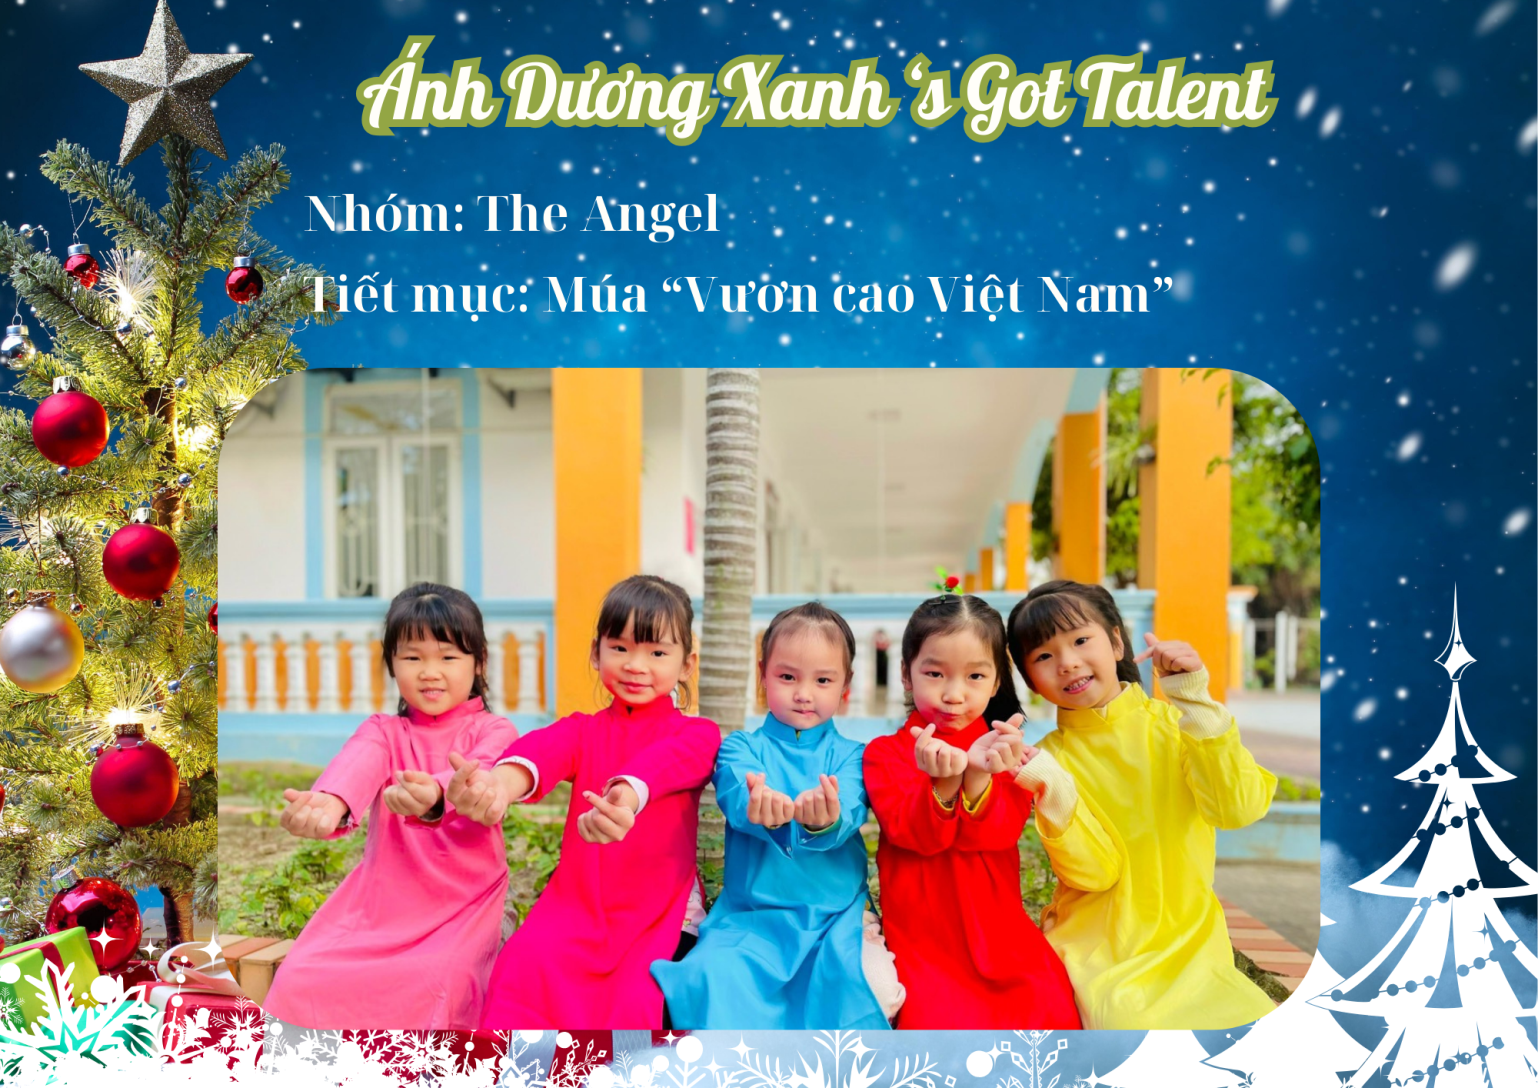 Ánh Dương Xanh ‘s Got Talent
Nhóm: The Angel
Tiết mục: Múa “Vươn cao Việt Nam”